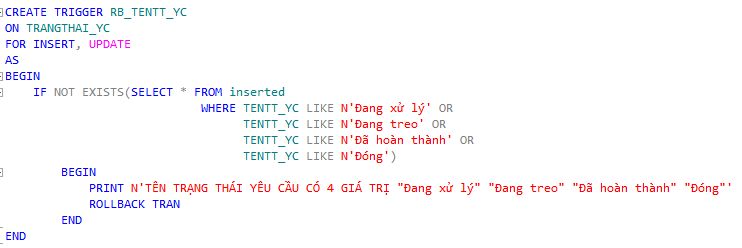 CREATE TRIGGER RB_TENTT_YC
ON TRANGTHAI_YC
FOR INSERT, UPDATE
AS
BEGIN
IF NOT EXISTS(SELECT * FROM inserted
WHERE TENTT_YC LIKE N'Đang xử lý' OR
TENTT_YC LIKE N'Đang treo' OR
TENTT_YC LIKE N'Đã hoàn thành' OR
TENTT_YC LIKE N'Đóng')
BEGIN
PRINT N'TÊN TRẠNG THÁI YÊU CẦU CÓ 4 GIÁ TRỊ "Đang xử lý" "Đang treo" "Đã hoàn thành" "Đóng"'
ROLLBACK TRAN
END
END